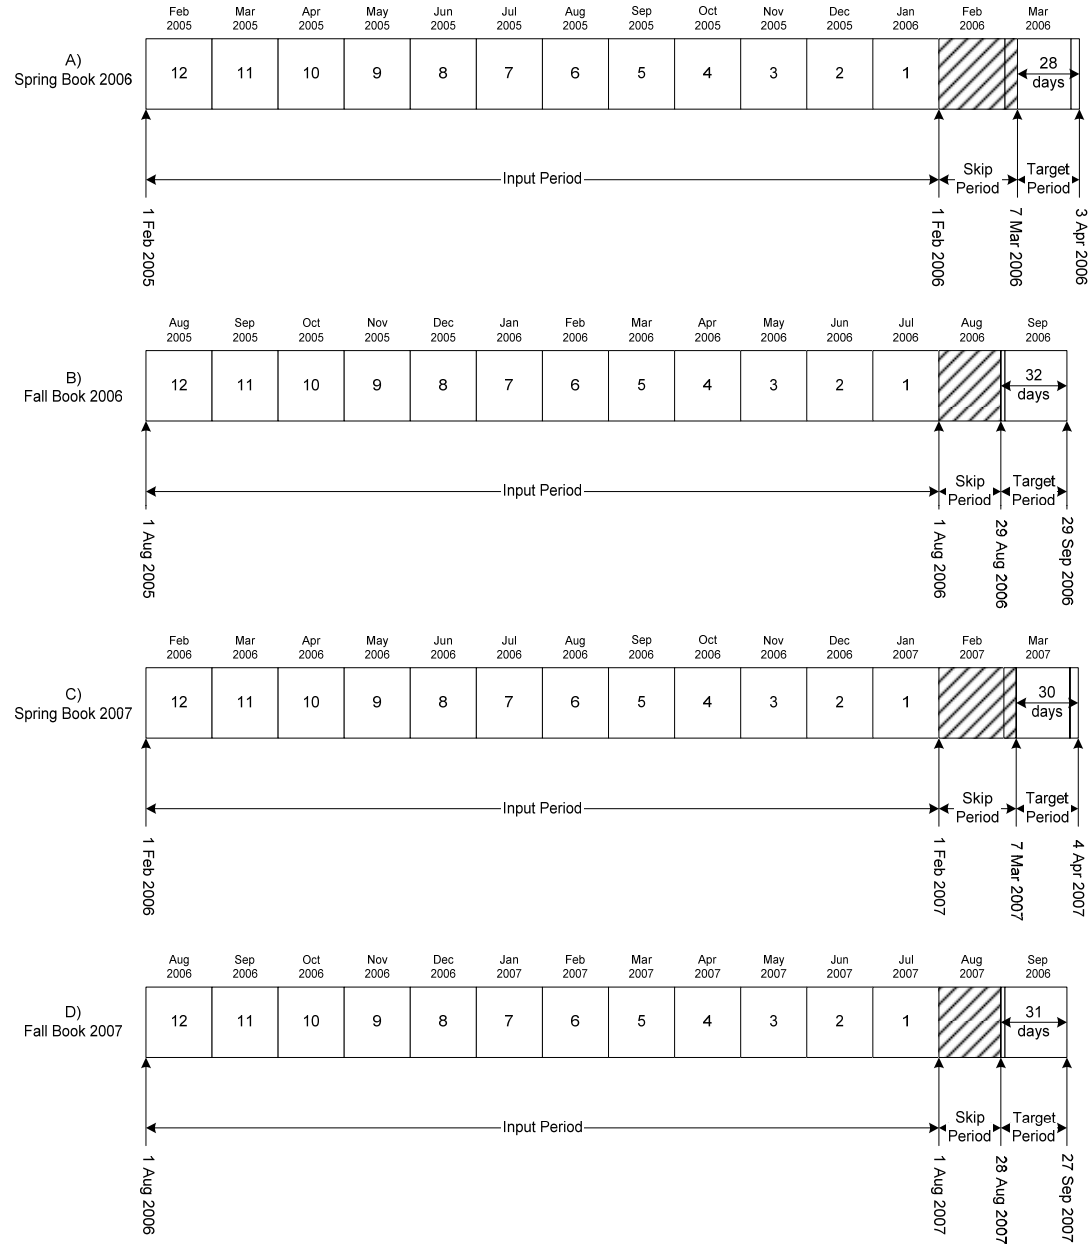 Feb Mar Apr May Jun Jul Aug Sep Oct Nov Dec Jan Feb Mar
2005 2005 2005 2005 2005 2005 2005 2005 2005 2005 2005 2006 2006 2006
A)
Spring Book 2006
12 11 10 9 8 7 6 5 4 3 2 1 28
days
Input Period
Skip Target
Period Period
1 Feb 2005
1 Feb 2006
7 Mar 2006
3 Apr 2006
Aug Sep Oct Nov Dec Jan Feb Mar Apr May Jun Jul Aug Sep
2005 2005 2005 2005 2005 2006 2006 2006 2006 2006 2006 2006 2006 2006
B)
Fall Book 2006
12 11 10 9 8 7 6 5 4 3 2 1 32
days
Input Period
Skip Target
Period Period
1 Aug 2005
1 Aug 2006
29 Aug 2006
29 Sep 2006
Feb Mar Apr May Jun Jul Aug Sep Oct Nov Dec Jan Feb Mar
2006 2006 2006 2006 2006 2006 2006 2006 2006 2006 2006 2007 2007 2007
C)
Spring Book 2007
12 11 10 9 8 7 6 5 4 3 2 1 30
days
Input Period
Skip Target
Period Period
1 Feb 2006
1 Feb 2007
7 Mar 2007
4 Apr 2007
Aug Sep Oct Nov Dec Jan Feb Mar Apr May Jun Jul Aug Sep
2006 2006 2006 2006 2006 2007 2007 2007 2007 2007 2007 2007 2007 2006
D)
Fall Book 2007
12 11 10 9 8 7 6 5 4 3 2 1 31
days
Input Period
Skip Target
Period Period
1 Aug 2006
1 Aug 2007
28 Aug 2007
27 Sep 2007